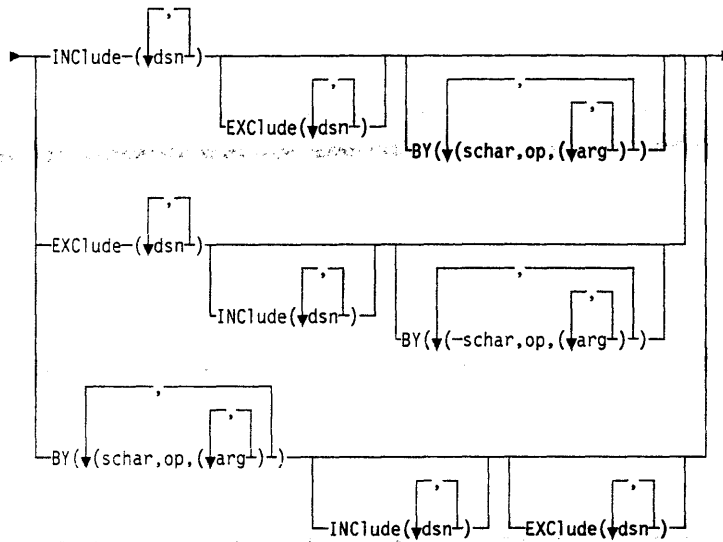 ,
INClude-(dsn)
,
EXClude(dsn)
,
,
BY((schar,op,(arg)))
,
EXClude-(dsn)
,
INClude(dsn)
,
,
BY((-schar,op,(arg)))
,
,
BY((schar,op,(arg)))
,
INClude(dsn)
,
EXClude(dsn)